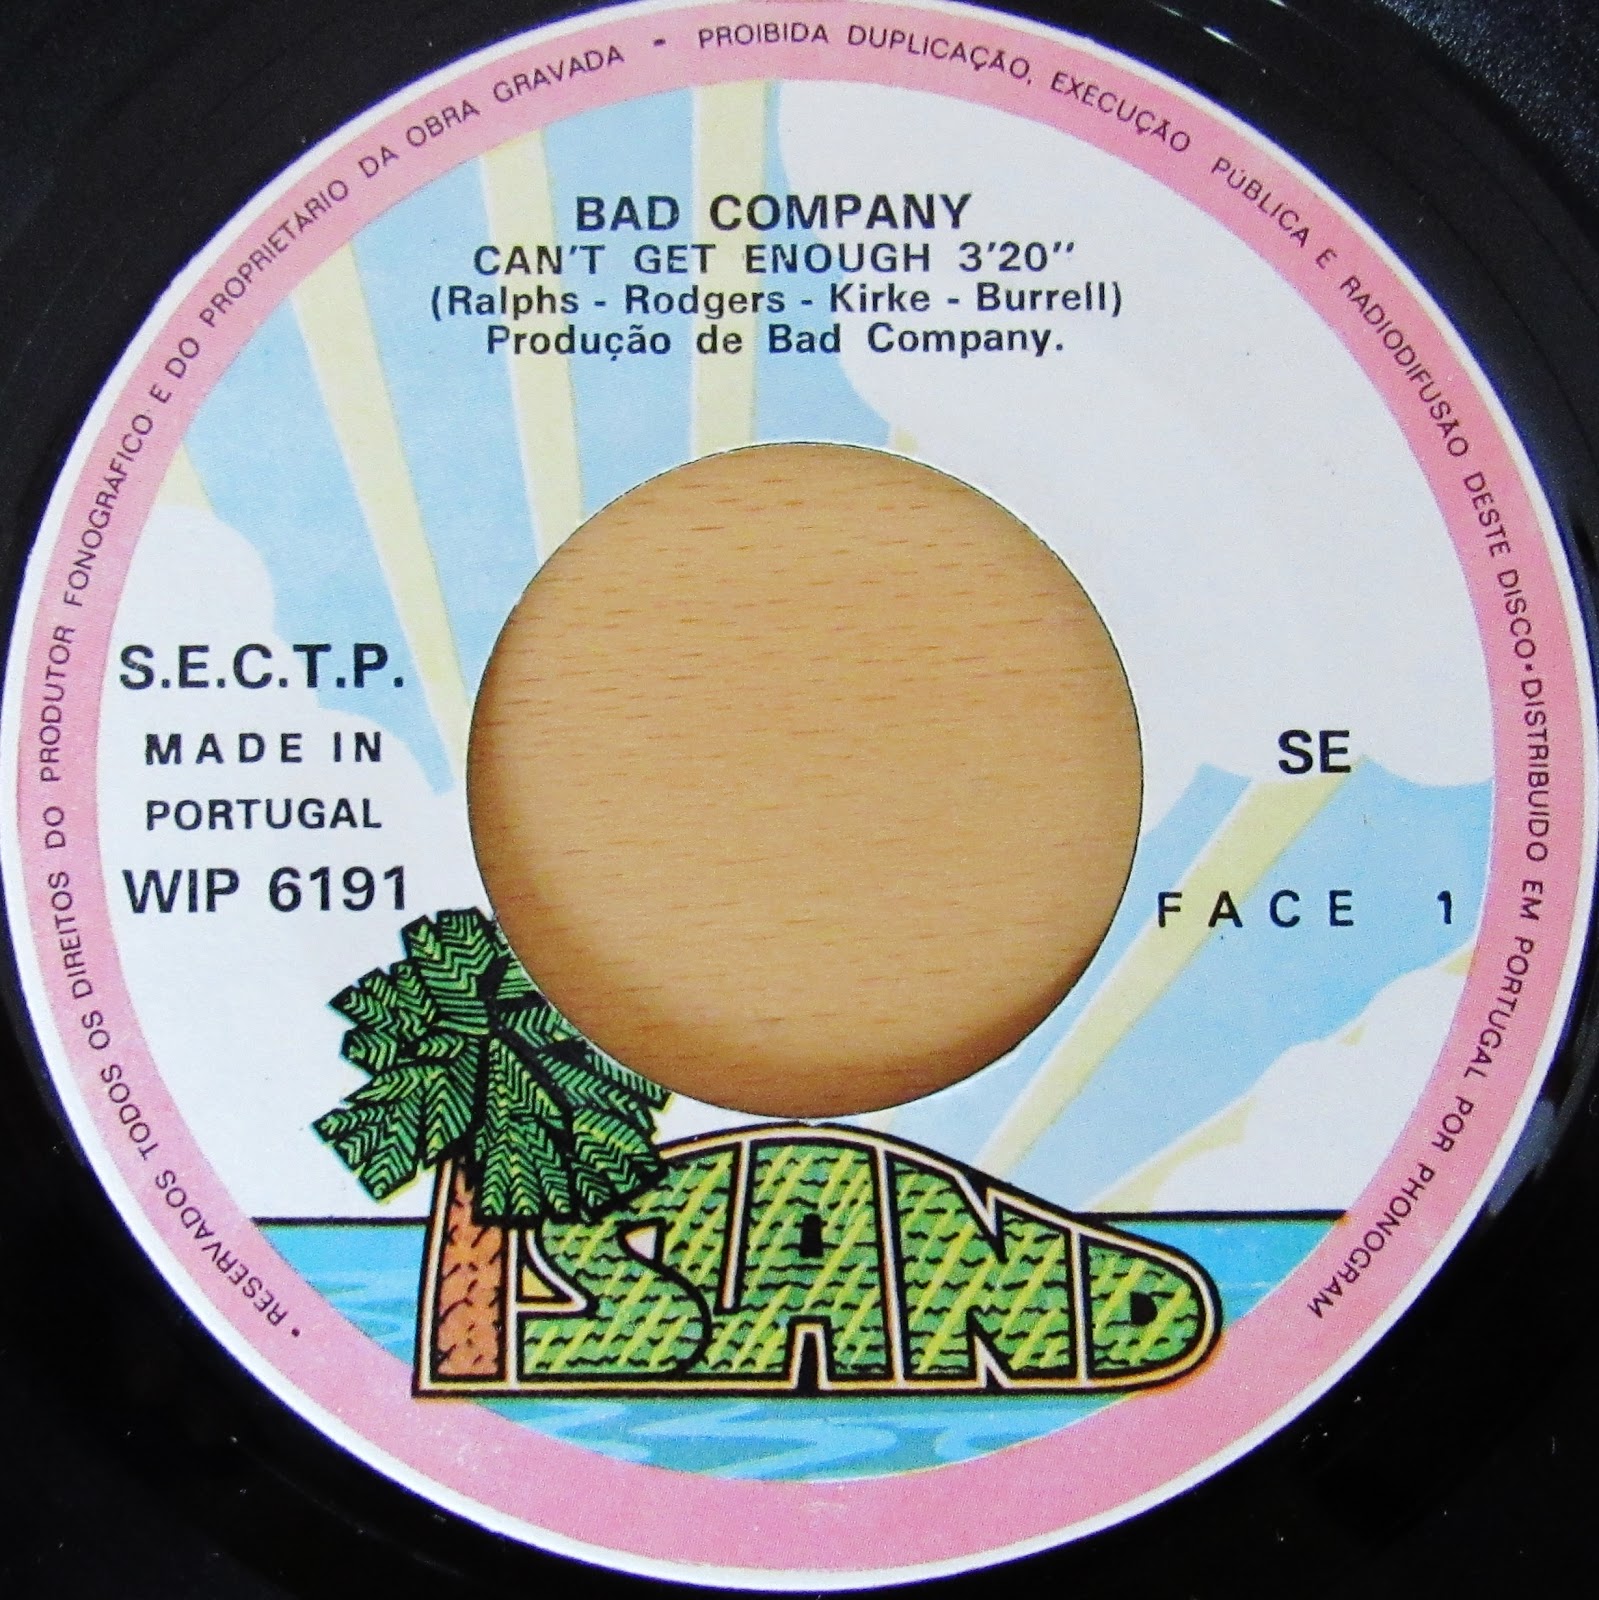 • RESERVADOS TODOS OS DIREITOS DO PRODUTOR FONOGRÁFICO E DO PROPRIETÁRIO DA OBRA GRAVADA - PROIBIDA DUPLICAÇÃO, EXECUÇÃO PÚBLICA E RADIODIFUSÃO DESTE DISCO • DISTRIBUIDO EM PORTUGAL POR PHONOGRAM
BAD COMPANY
CAN'T GET ENOUGH 3'20"
(Ralphs - Rodgers - Kirke - Burrell)
Produção de Bad Company.
S.E.C.T.P.
MADE IN
PORTUGAL
WIP 6191
SE
FACE 1
ISLAND